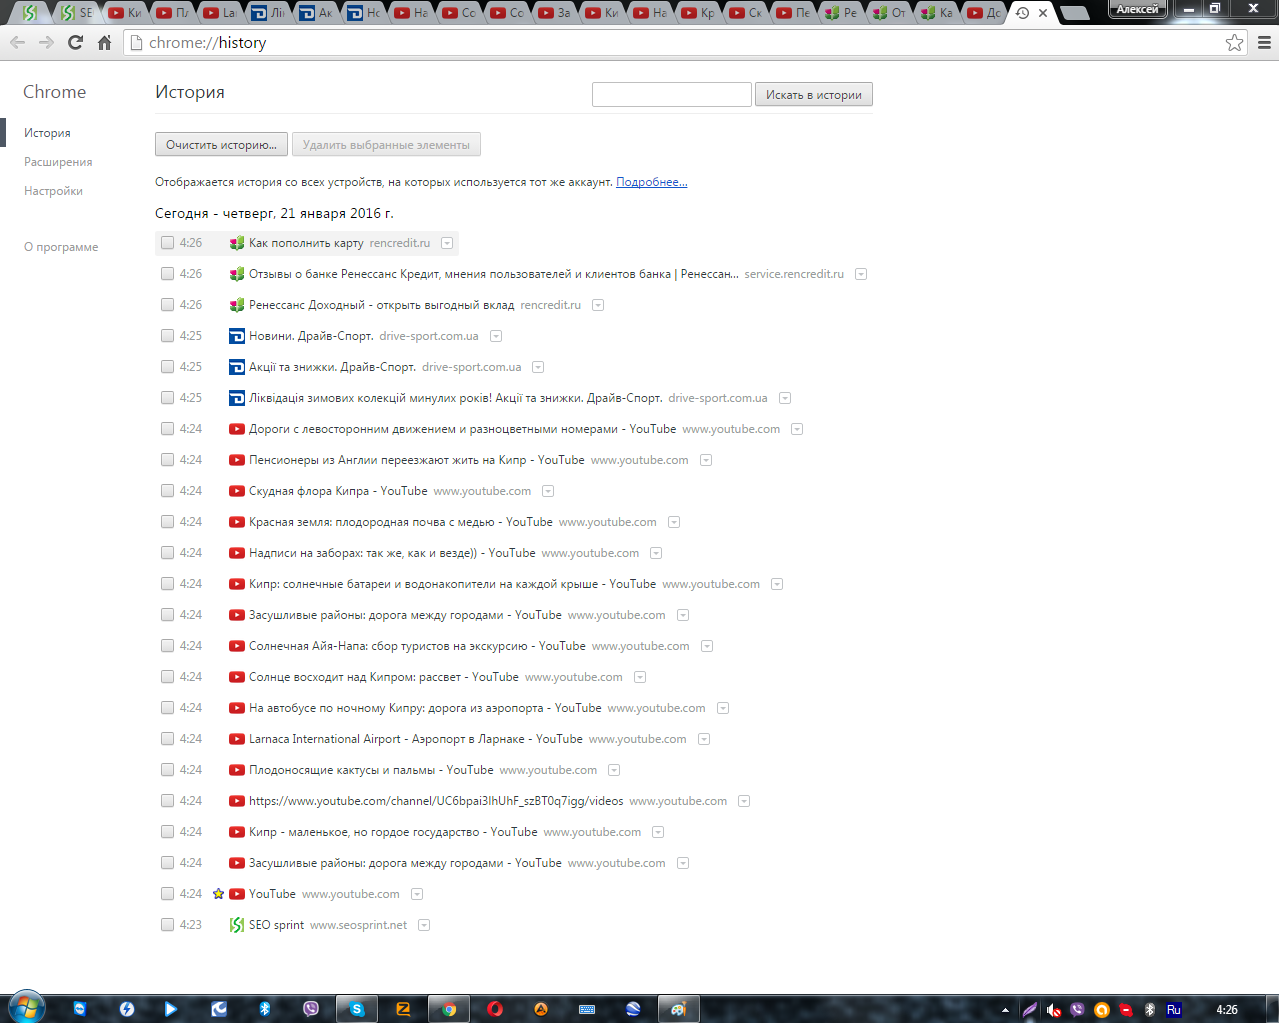 SE Ки Пл La Лік Ак Но На Со Со За Ки На Кр Ск Пе Ре От Ка До Алексей
chrome://history
Chrome
История
Искать в истории
История
Расширения
Настройки
О программе
Очистить историю... Удалить выбранные элементы
Отображается история со всех устройств, на которых используется тот же аккаунт. Подробнее...
Сегодня - четверг, 21 января 2016 г.
4:26 Как пополнить карту rencredit.ru
4:26 Отзывы о банке Ренессанс Кредит, мнения пользователей и клиентов банка | Ренессан... service.rencredit.ru
4:26 Ренессанс Доходный - открыть выгодный вклад rencredit.ru
4:25 Новини. Драйв-Спорт. drive-sport.com.ua
4:25 Акції та знижки. Драйв-Спорт. drive-sport.com.ua
4:25 Ліквідація зимових колекцій минулих років! Акції та знижки. Драйв-Спорт. drive-sport.com.ua
4:24 Дороги с левосторонним движением и разноцветными номерами - YouTube www.youtube.com
4:24 Пенсионеры из Англии переезжают жить на Кипр - YouTube www.youtube.com
4:24 Скудная флора Кипра - YouTube www.youtube.com
4:24 Красная земля: плодородная почва с медью - YouTube www.youtube.com
4:24 Надписи на заборах: так же, как и везде)) - YouTube www.youtube.com
4:24 Кипр: солнечные батареи и водонакопители на каждой крыше - YouTube www.youtube.com
4:24 Засушливые районы: дорога между городами - YouTube www.youtube.com
4:24 Солнечная Айя-Напа: сбор туристов на экскурсию - YouTube www.youtube.com
4:24 Солнце восходит над Кипром: рассвет - YouTube www.youtube.com
4:24 На автобусе по ночному Кипру: дорога из аэропорта - YouTube www.youtube.com
4:24 Larnaca International Airport - Аэропорт в Ларнаке - YouTube www.youtube.com
4:24 Плодоносящие кактусы и пальмы - YouTube www.youtube.com
4:24 https://www.youtube.com/channel/UC6bpai3lhUhF_szBT0q7igg/videos www.youtube.com
4:24 Кипр - маленькое, но гордое государство - YouTube www.youtube.com
4:24 Засушливые районы: дорога между городами - YouTube www.youtube.com
4:24 YouTube www.youtube.com
4:23 SEO sprint www.seosprint.net
Ru 4:26